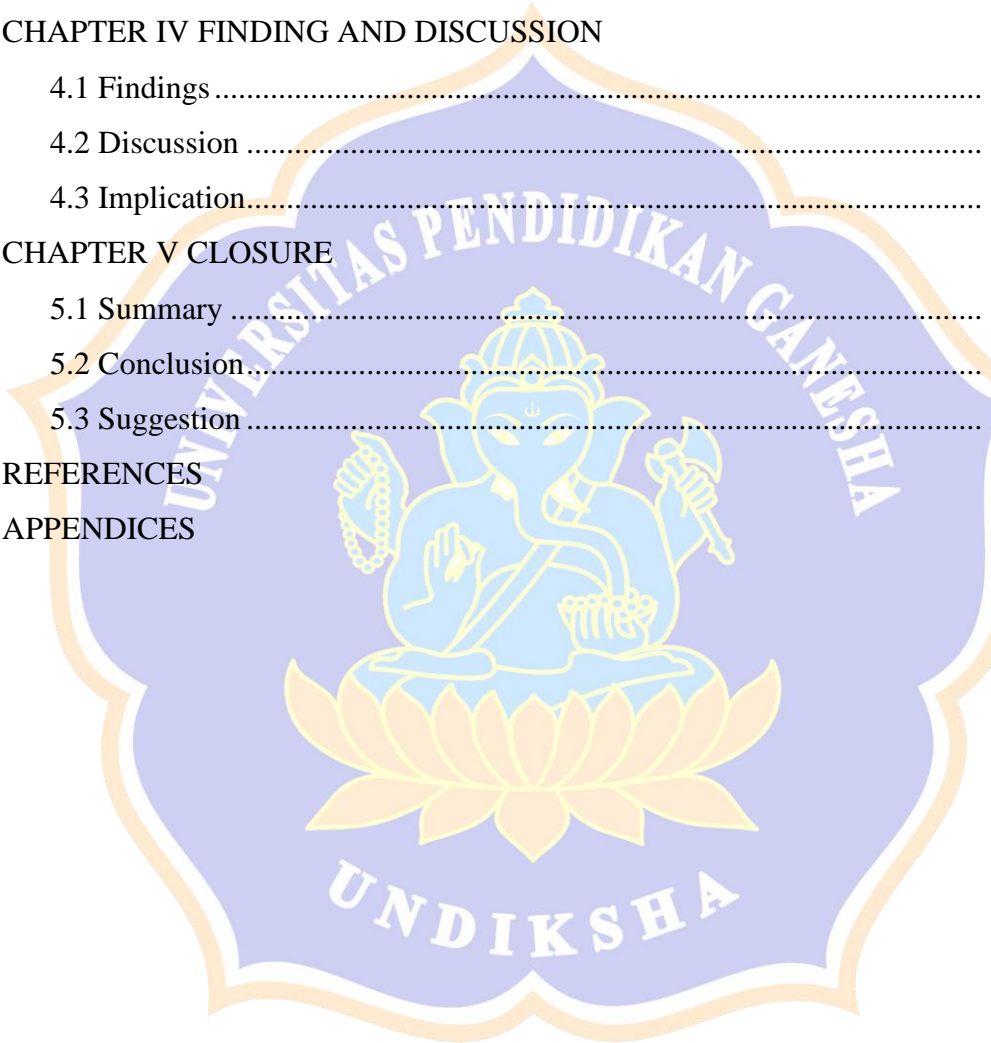 CHAPTER IV FINDING AND DISCUSSION
4.1 Findings ................................................................................................
4.2 Discussion ............................................................................................
4.3 Implication............................................................................................
CHAPTER V CLOSURE
5.1 Summary ..............................................................................................
5.2 Conclusion............................................................................................
5.3 Suggestion ............................................................................................
REFERENCES
APPENDICES
UNIVERSITAS PENDIDIKAN GANESHA
UNDIKSHA